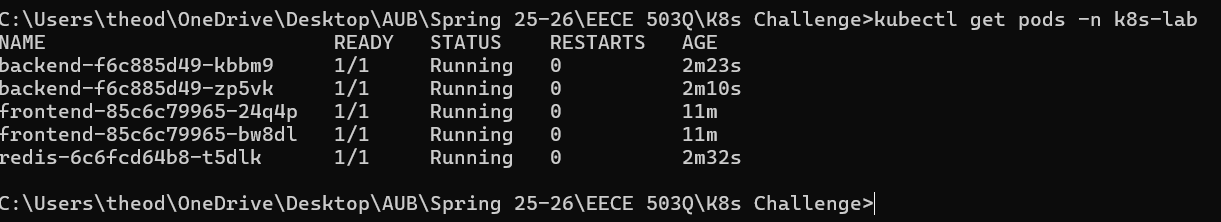 C:\Users\theod\OneDrive\Desktop\AUB\Spring 25-26\EECE 503Q\K8s Challenge>kubectl get pods -n k8s-lab
NAME READY STATUS RESTARTS AGE
backend-f6c885d49-kbbm9 1/1 Running 0 2m23s
backend-f6c885d49-zp5vk 1/1 Running 0 2m10s
frontend-85c6c79965-24q4p 1/1 Running 0 11m
frontend-85c6c79965-bw8dl 1/1 Running 0 11m
redis-6c6fcd64b8-t5dlk 1/1 Running 0 2m32s
C:\Users\theod\OneDrive\Desktop\AUB\Spring 25-26\EECE 503Q\K8s Challenge>